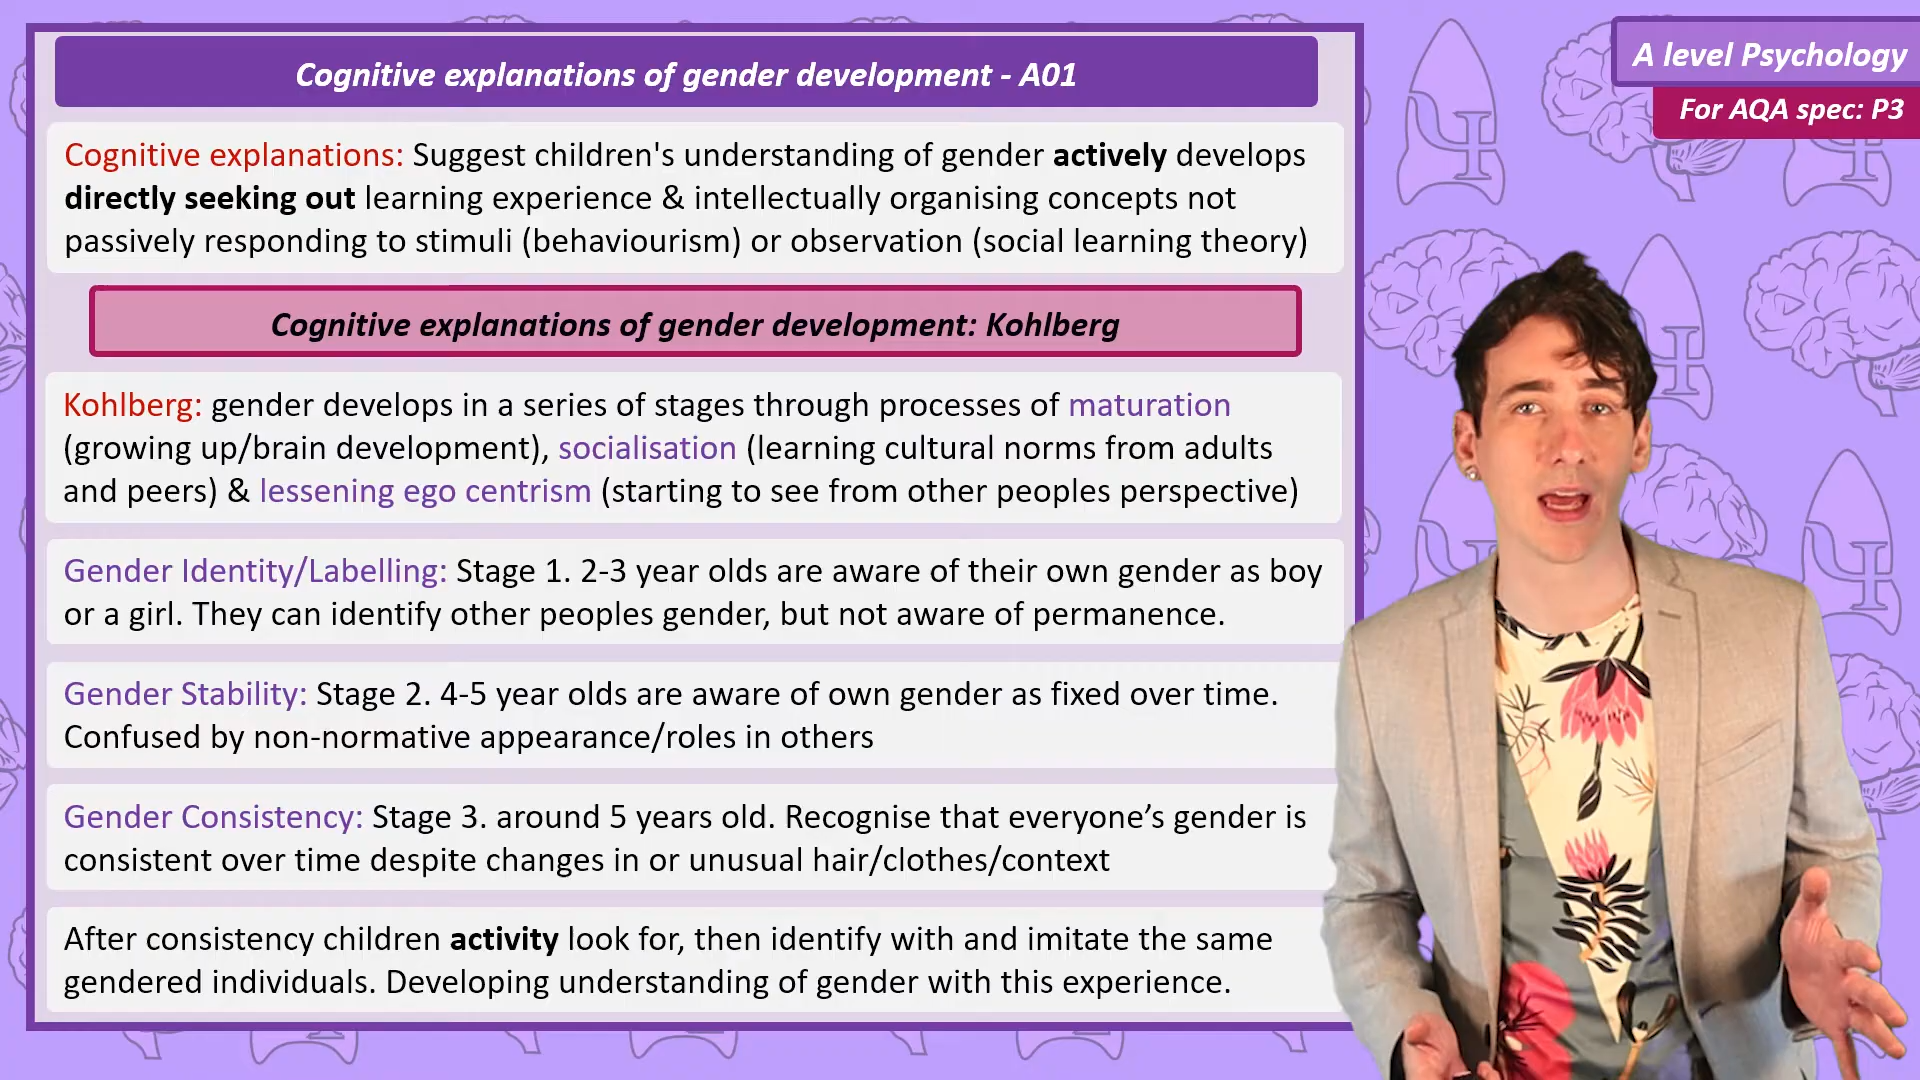 Cognitive explanations of gender development - A01
A level Psychology
For AQA spec: P3
Cognitive explanations: Suggest children's understanding of gender actively develops
directly seeking out learning experience & intellectually organising concepts not
passively responding to stimuli (behaviourism) or observation (social learning theory)
Cognitive explanations of gender development: Kohlberg
Kohlberg: gender develops in a series of stages through processes of maturation
(growing up/brain development), socialisation (learning cultural norms from adults
and peers) & lessening ego centrism (starting to see from other peoples perspective)
Gender Identity/Labelling: Stage 1. 2-3 year olds are aware of their own gender as boy
or a girl. They can identify other peoples gender, but not aware of permanence.
Gender Stability: Stage 2. 4-5 year olds are aware of own gender as fixed over time.
Confused by non-normative appearance/roles in others
Gender Consistency: Stage 3. around 5 years old. Recognise that everyone’s gender is
consistent over time despite changes in or unusual hair/clothes/context
After consistency children activity look for, then identify with and imitate the same
gendered individuals. Developing understanding of gender with this experience.